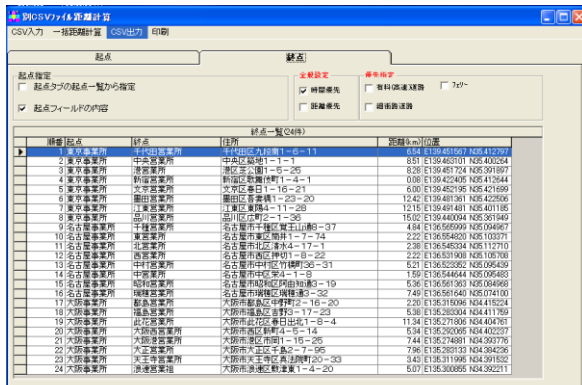 別CSVファイル距離計算
CSV入力 一括距離計算 CSV出力 印刷
起点 終点
起点指定 全般設定 優先指定
起点タブの起点一覧から指定 時間優先 有料(高速)道路 フェリー
起点フィールドの内容 距離優先 細街路道路
終点一覧(24件)
順番 起点 終点 住所 距離(km) 位置
1 東京事業所 千代田営業所 千代田区九段南1-6-11 6.54 E139.451567 N35.412797
2 東京事業所 中央営業所 中央区築地1-1-1 8.51 E139.463101 N35.400264
3 東京事業所 港営業所 港区芝公園1-5-25 8.28 E139.451724 N35.391897
4 東京事業所 新宿営業所 新宿区歌舞伎町1-4-1 0.08 E139.422405 N35.412644
5 東京事業所 文京営業所 文京区春日1-16-21 6.00 E139.452195 N35.421699
6 東京事業所 墨田営業所 墨田区吾妻橋1-23-20 12.42 E139.481361 N35.422506
7 東京事業所 江東営業所 江東区東陽4-11-28 12.15 E139.491481 N35.401185
8 東京事業所 品川営業所 品川区広町2-1-36 15.02 E139.440094 N35.361949
9 名古屋事業所 千種営業所 名古屋市千種区覚王山通8-37 4.84 E136.565999 N35.094967
10 名古屋事業所 東営業所 名古屋市東区筒井1-7-74 2.22 E136.554820 N35.103371
11 名古屋事業所 北営業所 名古屋市北区清水4-17-1 2.38 E136.545334 N35.112710
12 名古屋事業所 西営業所 名古屋市西区押切1-8-22 2.22 E136.531908 N35.105708
13 名古屋事業所 中村営業所 名古屋市中村区竹橋町36-31 5.21 E136.523352 N35.095439
14 名古屋事業所 中営業所 名古屋市中区栄4-1-8 1.59 E136.544644 N35.095483
15 名古屋事業所 昭和営業所 名古屋市昭和区阿由知通3-19 5.36 E136.561363 N35.084968
16 名古屋事業所 瑞穂営業所 名古屋市瑞穂区瑞穂通3-32 7.49 E136.561640 N35.074100
17 大阪事業所 都島営業所 大阪市都島区中野町2-16-20 2.20 E135.315096 N34.415224
18 大阪事業所 福島営業所 大阪市福島区吉野3-17-23 5.38 E135.283304 N34.411759
19 大阪事業所 此花営業所 大阪市此花区春日出北1-8-4 11.34 E135.271806 N34.404761
20 大阪事業所 大阪西営業所 大阪市西区新町4-5-14 5.34 E135.292065 N34.402237
21 大阪事業所 大阪港営業所 大阪市港区市岡1-15-25 7.44 E135.274881 N34.393776
22 大阪事業所 大正営業所 大阪市大正区千島2-7-95 7.96 E135.283133 N34.384236
23 大阪事業所 天王寺営業所 大阪市天王寺区真法院町20-33 3.43 E135.311995 N34.391532
24 大阪事業所 浪速営業所 大阪市浪速区敷津東1-4-20 5.07 E135.300855 N34.392211